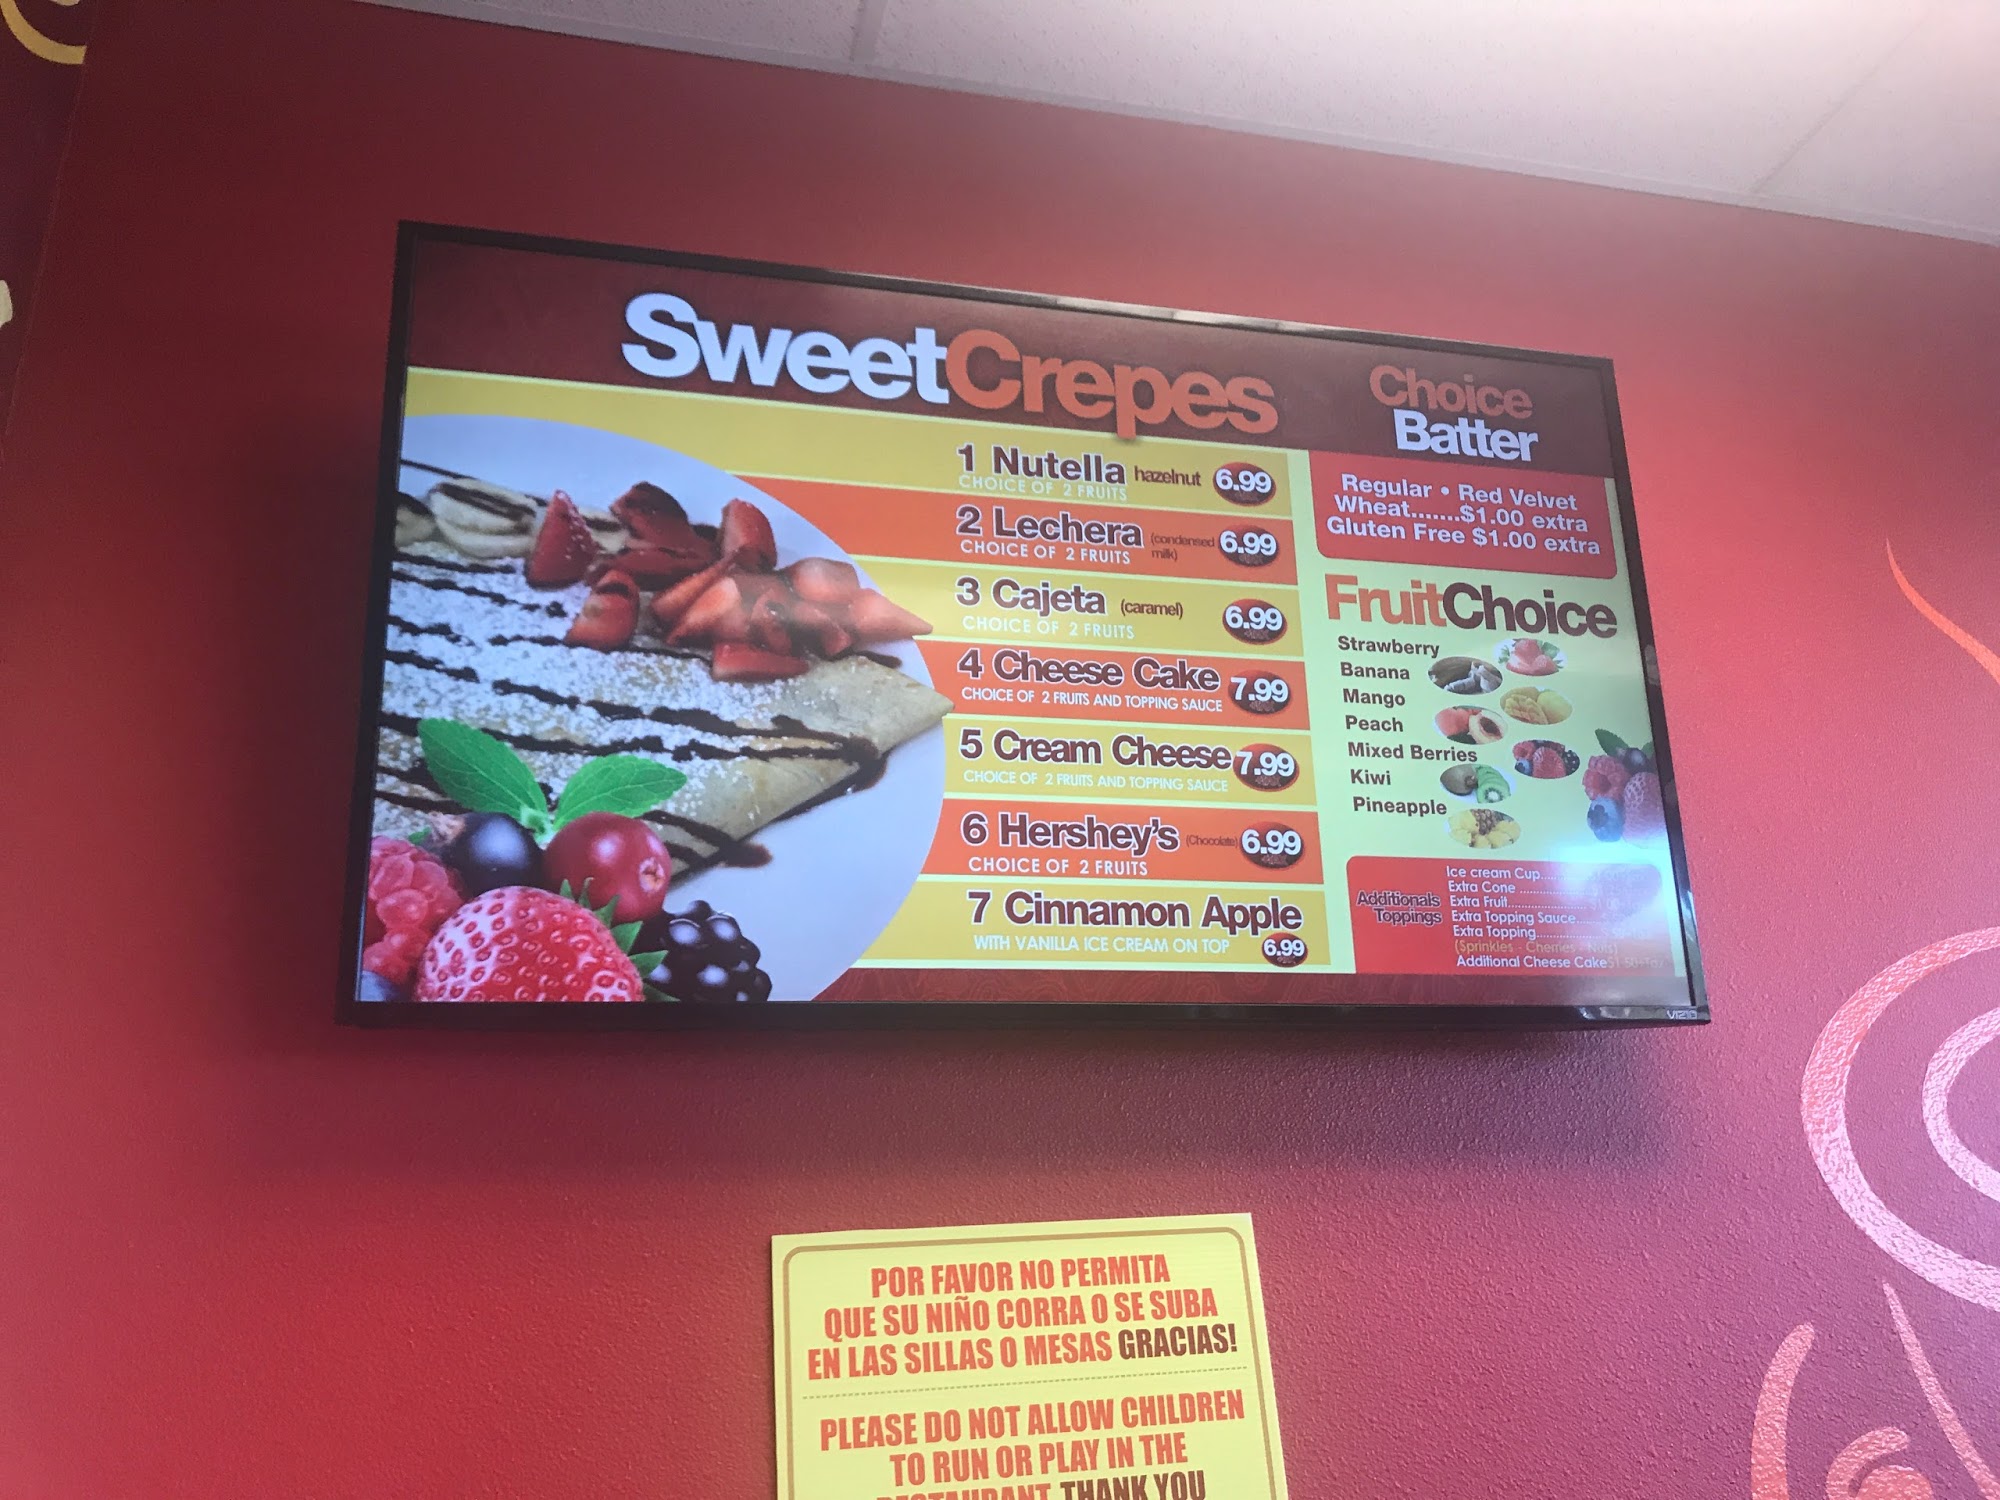 SweetCrepes
1 Nutella hazelnut 6.99
CHOICE OF 2 FRUITS
2 Lechera (condensed milk) 6.99
CHOICE OF 2 FRUITS
3 Cajeta (caramel) 6.99
CHOICE OF 2 FRUITS
4 Cheese Cake 7.99
CHOICE OF 2 FRUITS AND TOPPING SAUCE
5 Cream Cheese 7.99
CHOICE OF 2 FRUITS AND TOPPING SAUCE
6 Hershey's (Chocolate) 6.99
CHOICE OF 2 FRUITS
7 Cinnamon Apple
WITH VANILLA ICE CREAM ON TOP 6.99
Choice
Batter
Regular • Red Velvet
Wheat.......$1.00 extra
Gluten Free $1.00 extra
FruitChoice
Strawberry
Banana
Mango
Peach
Mixed Berries
Kiwi
Pineapple
Additionals
Toppings
Ice cream Cup
Extra Cone
Extra Fruit
Extra Topping Sauce
Extra Topping
(Sprinkles - Cherries - Nuts)
Additional Cheese Cake
VIZIO
POR FAVOR NO PERMITA
QUE SU NIÑO CORRA O SE SUBA
EN LAS SILLAS O MESAS GRACIAS!
PLEASE DO NOT ALLOW CHILDREN
TO RUN OR PLAY IN THE
RESTAURANT THANK YOU